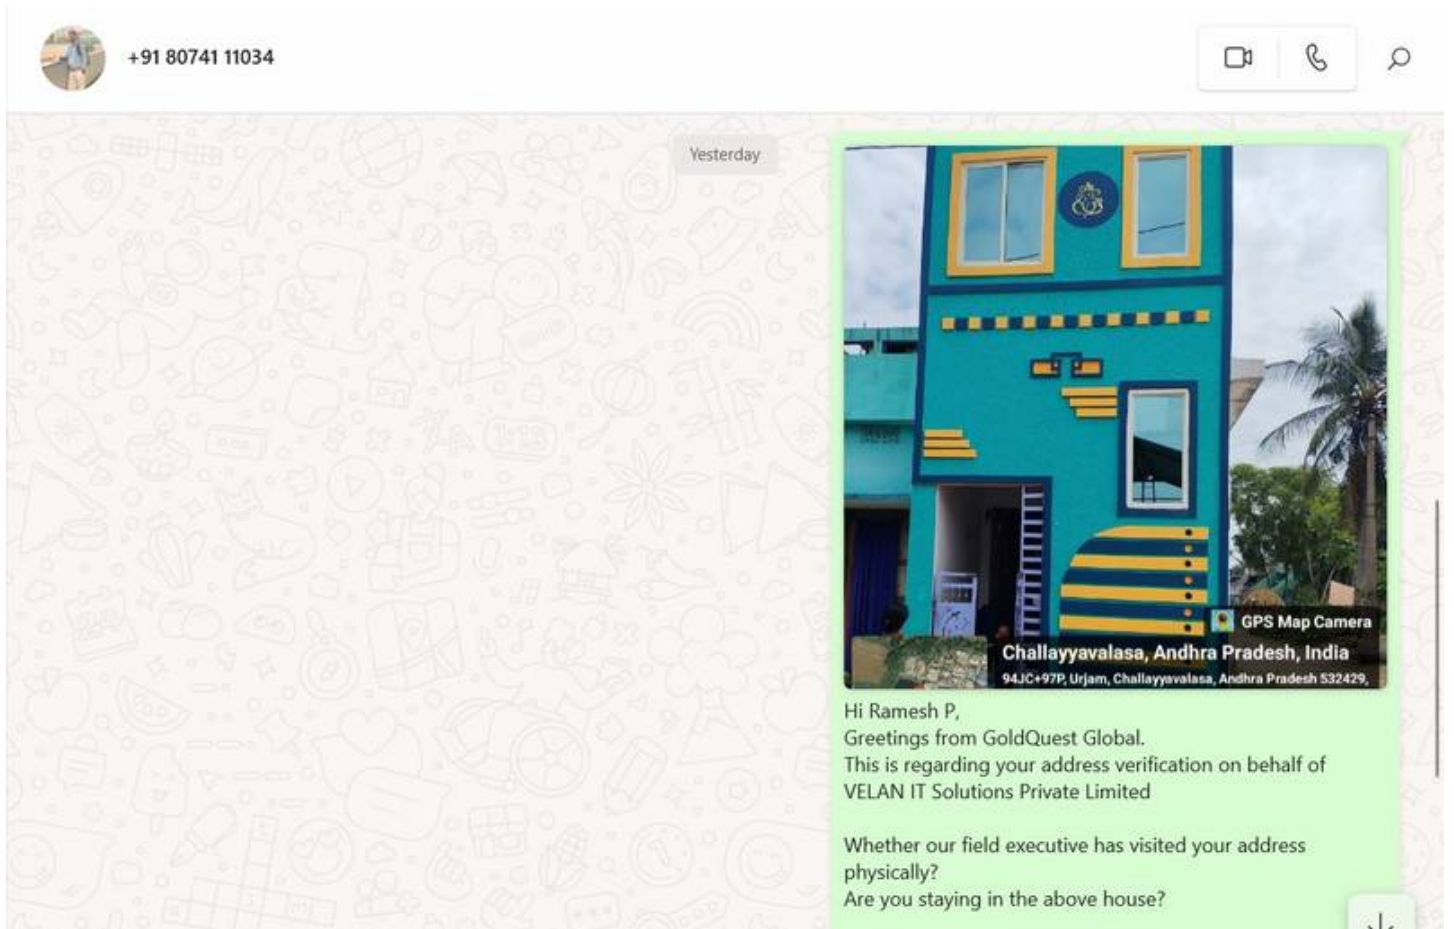 +91 80741 11034
Yesterday
GPS Map Camera
Challayyavalasa, Andhra Pradesh, India
94JC+97P, Urjam, Challayyavalasa, Andhra Pradesh 532429,
Hi Ramesh P,
Greetings from GoldQuest Global.
This is regarding your address verification on behalf of
VELAN IT Solutions Private Limited
Whether our field executive has visited your address
physically?
Are you staying in the above house?